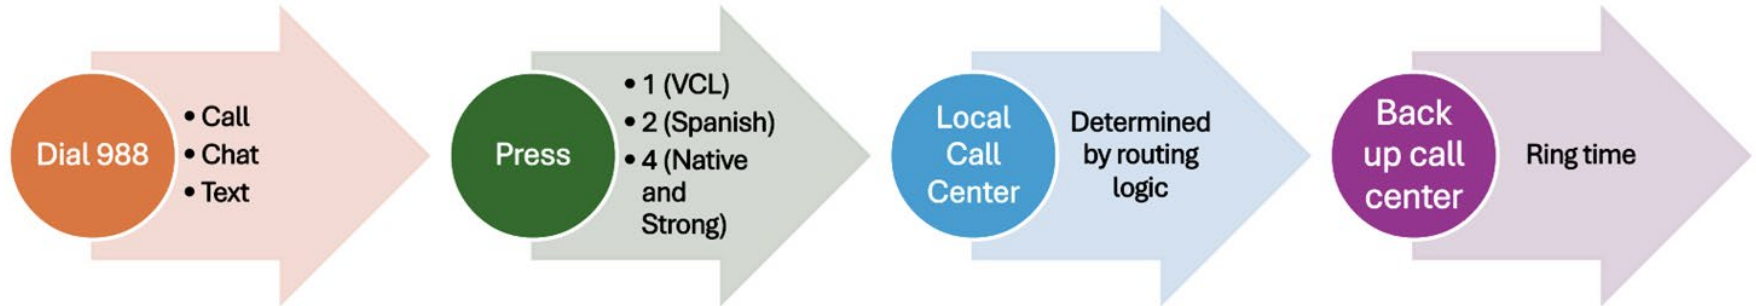 Dial 988
• Call
• Chat
• Text
Press
• 1 (VCL)
• 2 (Spanish)
• 4 (Native
and
Strong)
Local
Call
Center
Determined
by routing
logic
Back
up call
center
Ring time